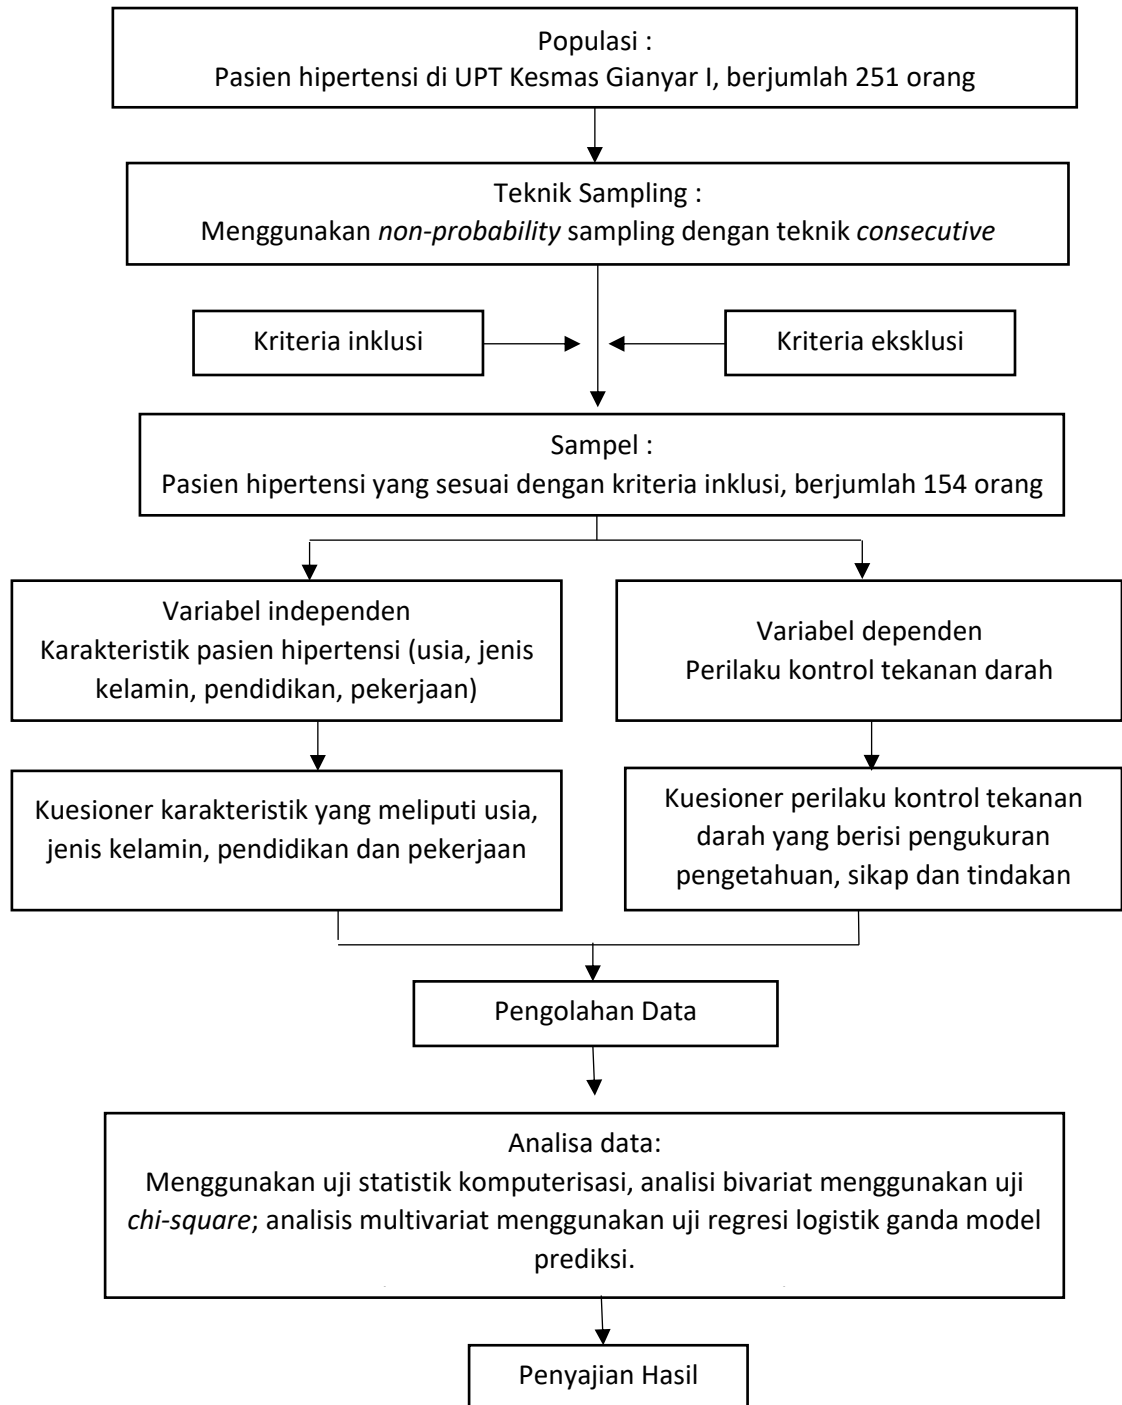 Populasi :
Pasien hipertensi di UPT Kesmas Gianyar I, berjumlah 251 orang
Teknik Sampling :
Menggunakan non-probability sampling dengan teknik consecutive
Kriteria inklusi
Kriteria eksklusi
Sampel :
Pasien hipertensi yang sesuai dengan kriteria inklusi, berjumlah 154 orang
Variabel independen
Karakteristik pasien hipertensi (usia, jenis
kelamin, pendidikan, pekerjaan)
Variabel dependen
Perilaku kontrol tekanan darah
Kuesioner karakteristik yang meliputi usia,
jenis kelamin, pendidikan dan pekerjaan
Kuesioner perilaku kontrol tekanan
darah yang berisi pengukuran
pengetahuan, sikap dan tindakan
Pengolahan Data
Analisa data:
Menggunakan uji statistik komputerisasi, analisi bivariat menggunakan uji
chi-square; analisis multivariat menggunakan uji regresi logistik ganda model
prediksi.
Penyajian Hasil